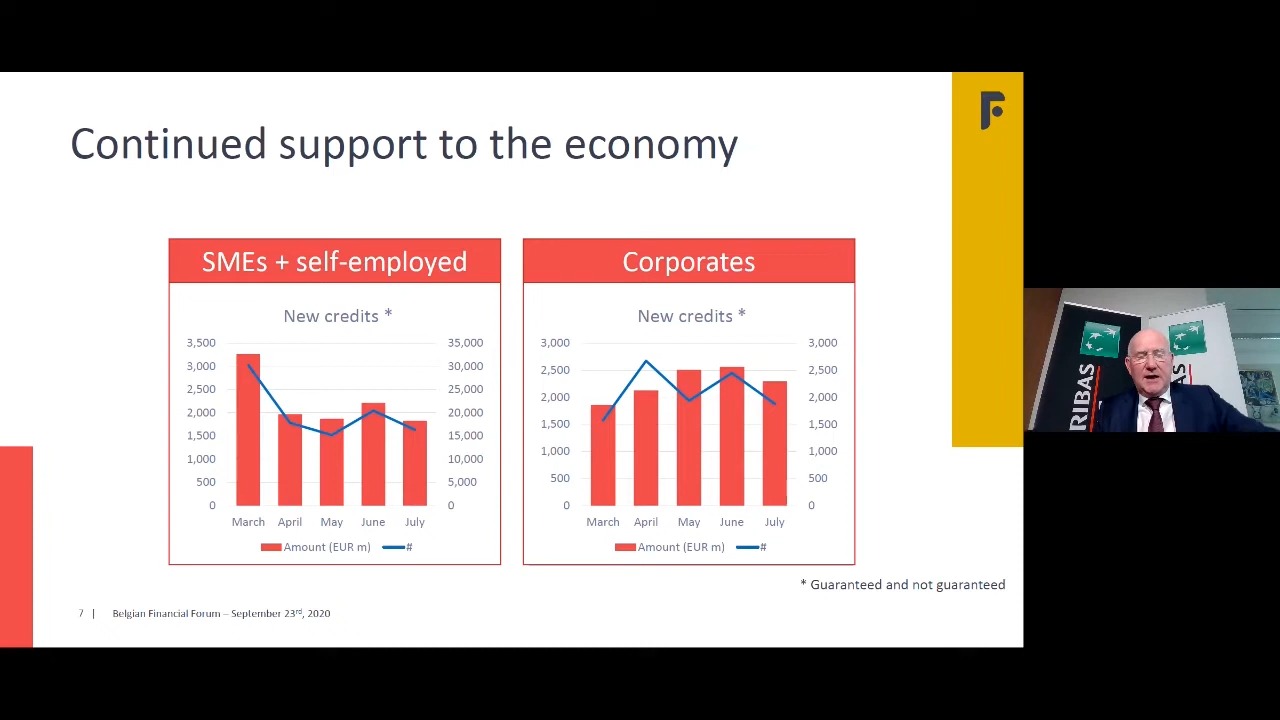 Continued support to the economy
SMEs + self-employed
New credits *
3,500
3,000
2,500
2,000
1,500
1,000
500
0
35,000
30,000
25,000
20,000
15,000
10,000
5,000
0
March April May June July
Amount (EUR m) #
Corporates
New credits *
3,000
2,500
2,000
1,500
1,000
500
0
3,000
2,500
2,000
1,500
1,000
500
0
March April May June July
Amount (EUR m) #
* Guaranteed and not guaranteed
7 | Belgian Financial Forum – September 23rd, 2020
RIBAS
BAS